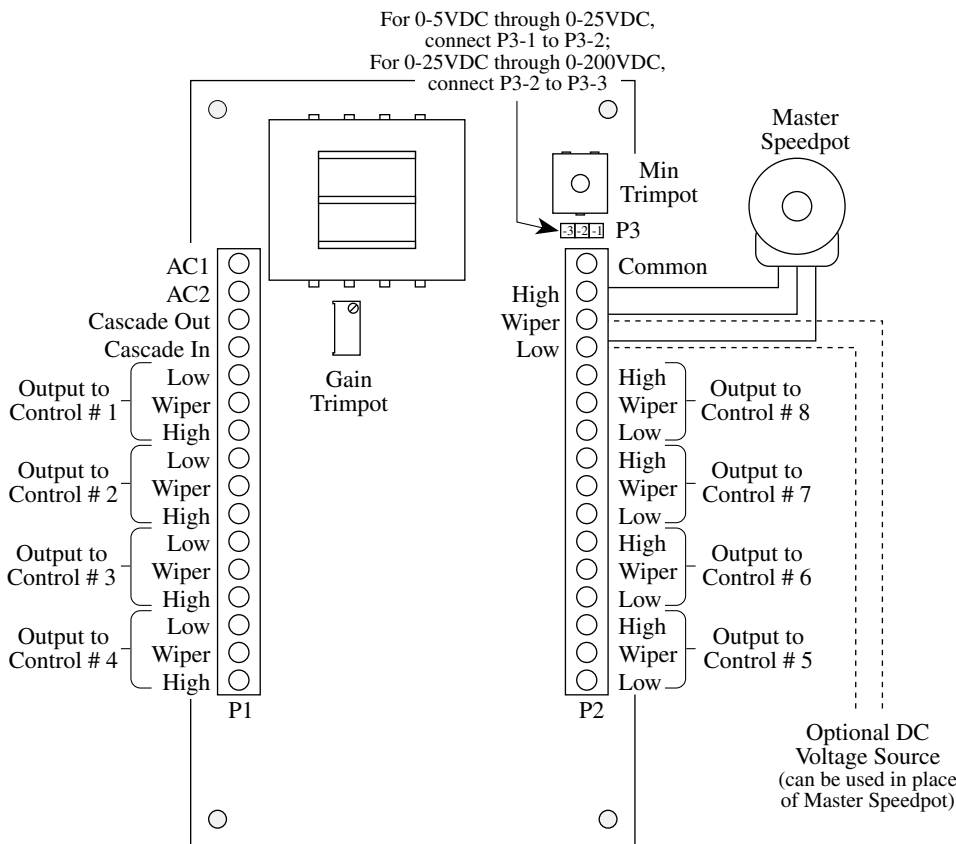 For 0-5VDC through 0-25VDC,
connect P3-1 to P3-2;
For 0-25VDC through 0-200VDC,
connect P3-2 to P3-3
Master
Speedpot
Min
Trimpot
-3 -2 -1
P3
AC1
AC2
Cascade Out
Cascade In
Gain
Trimpot
Common
High
Wiper
Low
Output to
Control # 1
Low
Wiper
High
Output to
Control # 2
Low
Wiper
High
Output to
Control # 3
Low
Wiper
High
Output to
Control # 4
Low
Wiper
High
P1
High
Wiper
Low
Output to
Control # 8
High
Wiper
Low
Output to
Control # 7
High
Wiper
Low
Output to
Control # 6
High
Wiper
Low
Output to
Control # 5
P2
Optional DC
Voltage Source
(can be used in place
of Master Speedpot)